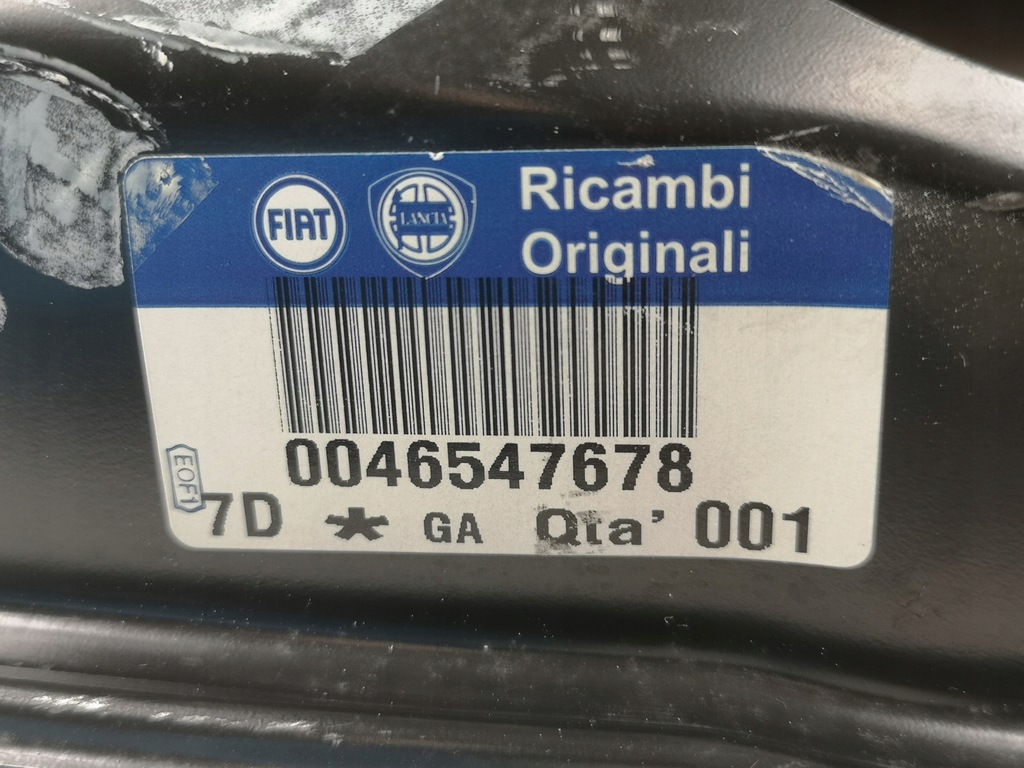 FIAT
LANCIA
Ricambi
Originali
0046547678
EOF1
7D * GA Qta' 001